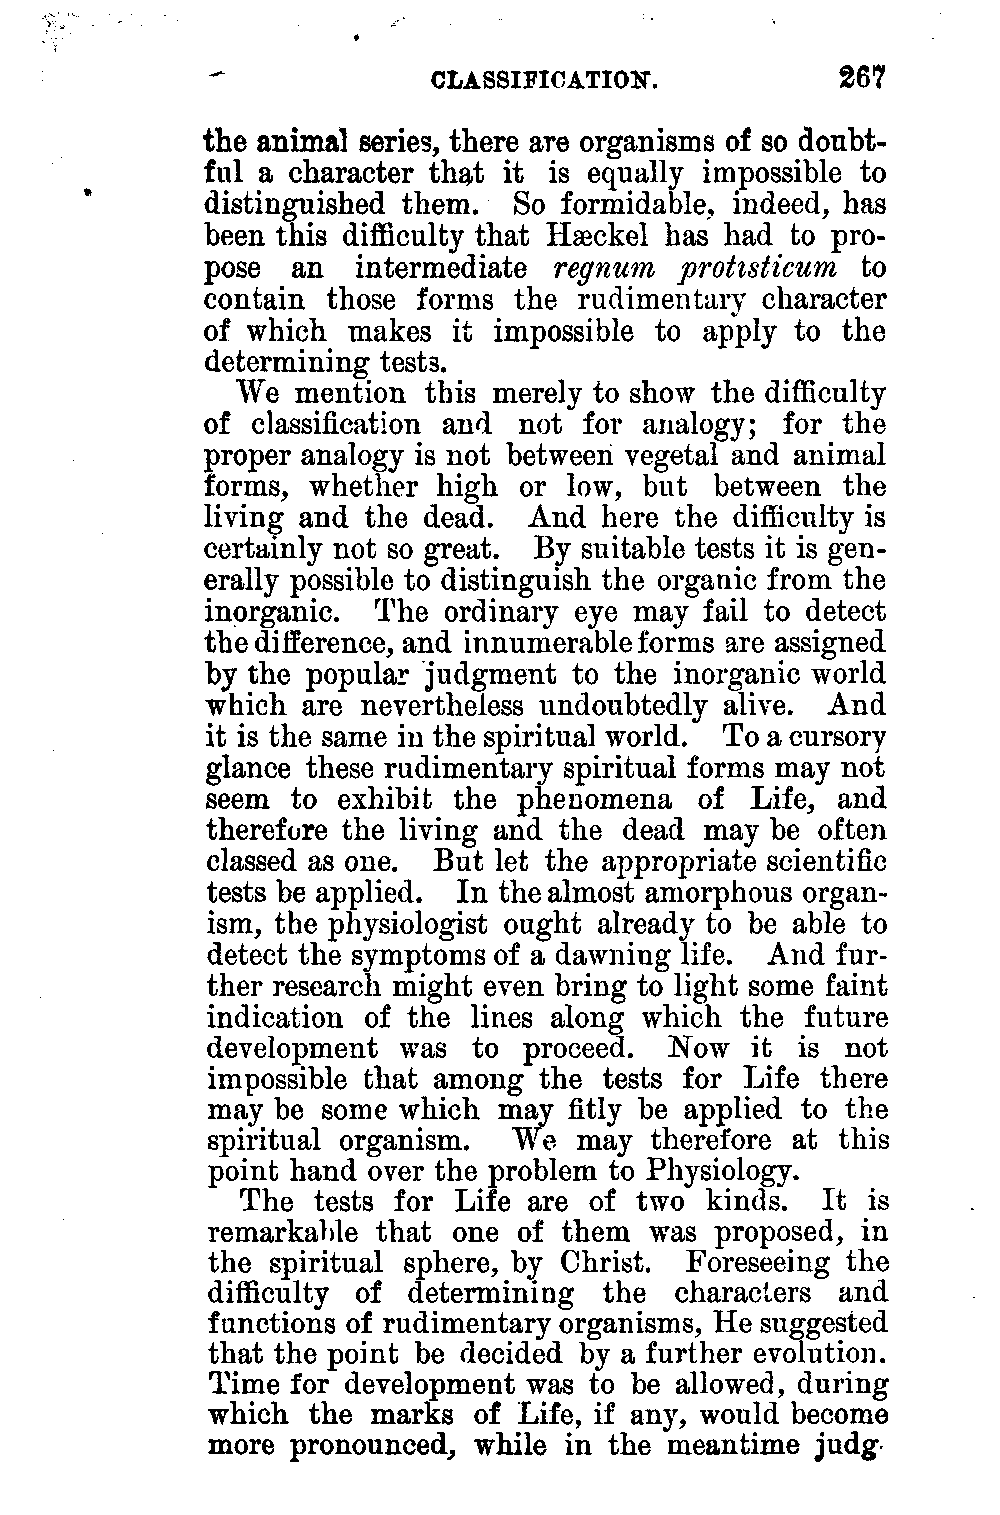 CLASSIFICATION. 267
the animal series, there are organisms of so doubt-
ful a character that it is equally impossible to
distinguished them. So formidable, indeed, has
been this difficulty that Hæckel has had to pro-
pose an intermediate regnum protisticum to
contain those forms the rudimentary character
of which makes it impossible to apply to the
determining tests.
We mention this merely to show the difficulty
of classification and not for analogy; for the
proper analogy is not between vegetal and animal
forms, whether high or low, but between the
living and the dead. And here the difficulty is
certainly not so great. By suitable tests it is gen-
erally possible to distinguish the organic from the
inorganic. The ordinary eye may fail to detect
the difference, and innumerable forms are assigned
by the popular judgment to the inorganic world
which are nevertheless undoubtedly alive. And
it is the same in the spiritual world. To a cursory
glance these rudimentary spiritual forms may not
seem to exhibit the phenomena of Life, and
therefore the living and the dead may be often
classed as one. But let the appropriate scientific
tests be applied. In the almost amorphous organ-
ism, the physiologist ought already to be able to
detect the symptoms of a dawning life. And fur-
ther research might even bring to light some faint
indication of the lines along which the future
development was to proceed. Now it is not
impossible that among the tests for Life there
may be some which may fitly be applied to the
spiritual organism. We may therefore at this
point hand over the problem to Physiology.
The tests for Life are of two kinds. It is
remarkable that one of them was proposed, in
the spiritual sphere, by Christ. Foreseeing the
difficulty of determining the characters and
functions of rudimentary organisms, He suggested
that the point be decided by a further evolution.
Time for development was to be allowed, during
which the marks of Life, if any, would become
more pronounced, while in the meantime judg-